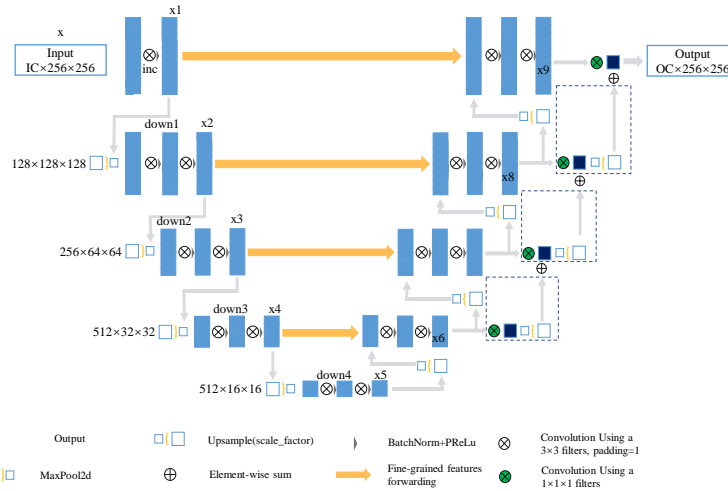 x
x1
Input
IC×256×256
inc
x9
Output
OC×256×256
down1
x2
128×128×128
x8
down2
x3
256×64×64
down3
x4
512×32×32
x6
down4
x5
512×16×16
Output
Upsample(scale_factor)
BatchNorm+PReLu
Convolution Using a
3×3 filters, padding=1
MaxPool2d
Element-wise sum
Fine-grained features
forwarding
Convolution Using a
1×1×1 filters